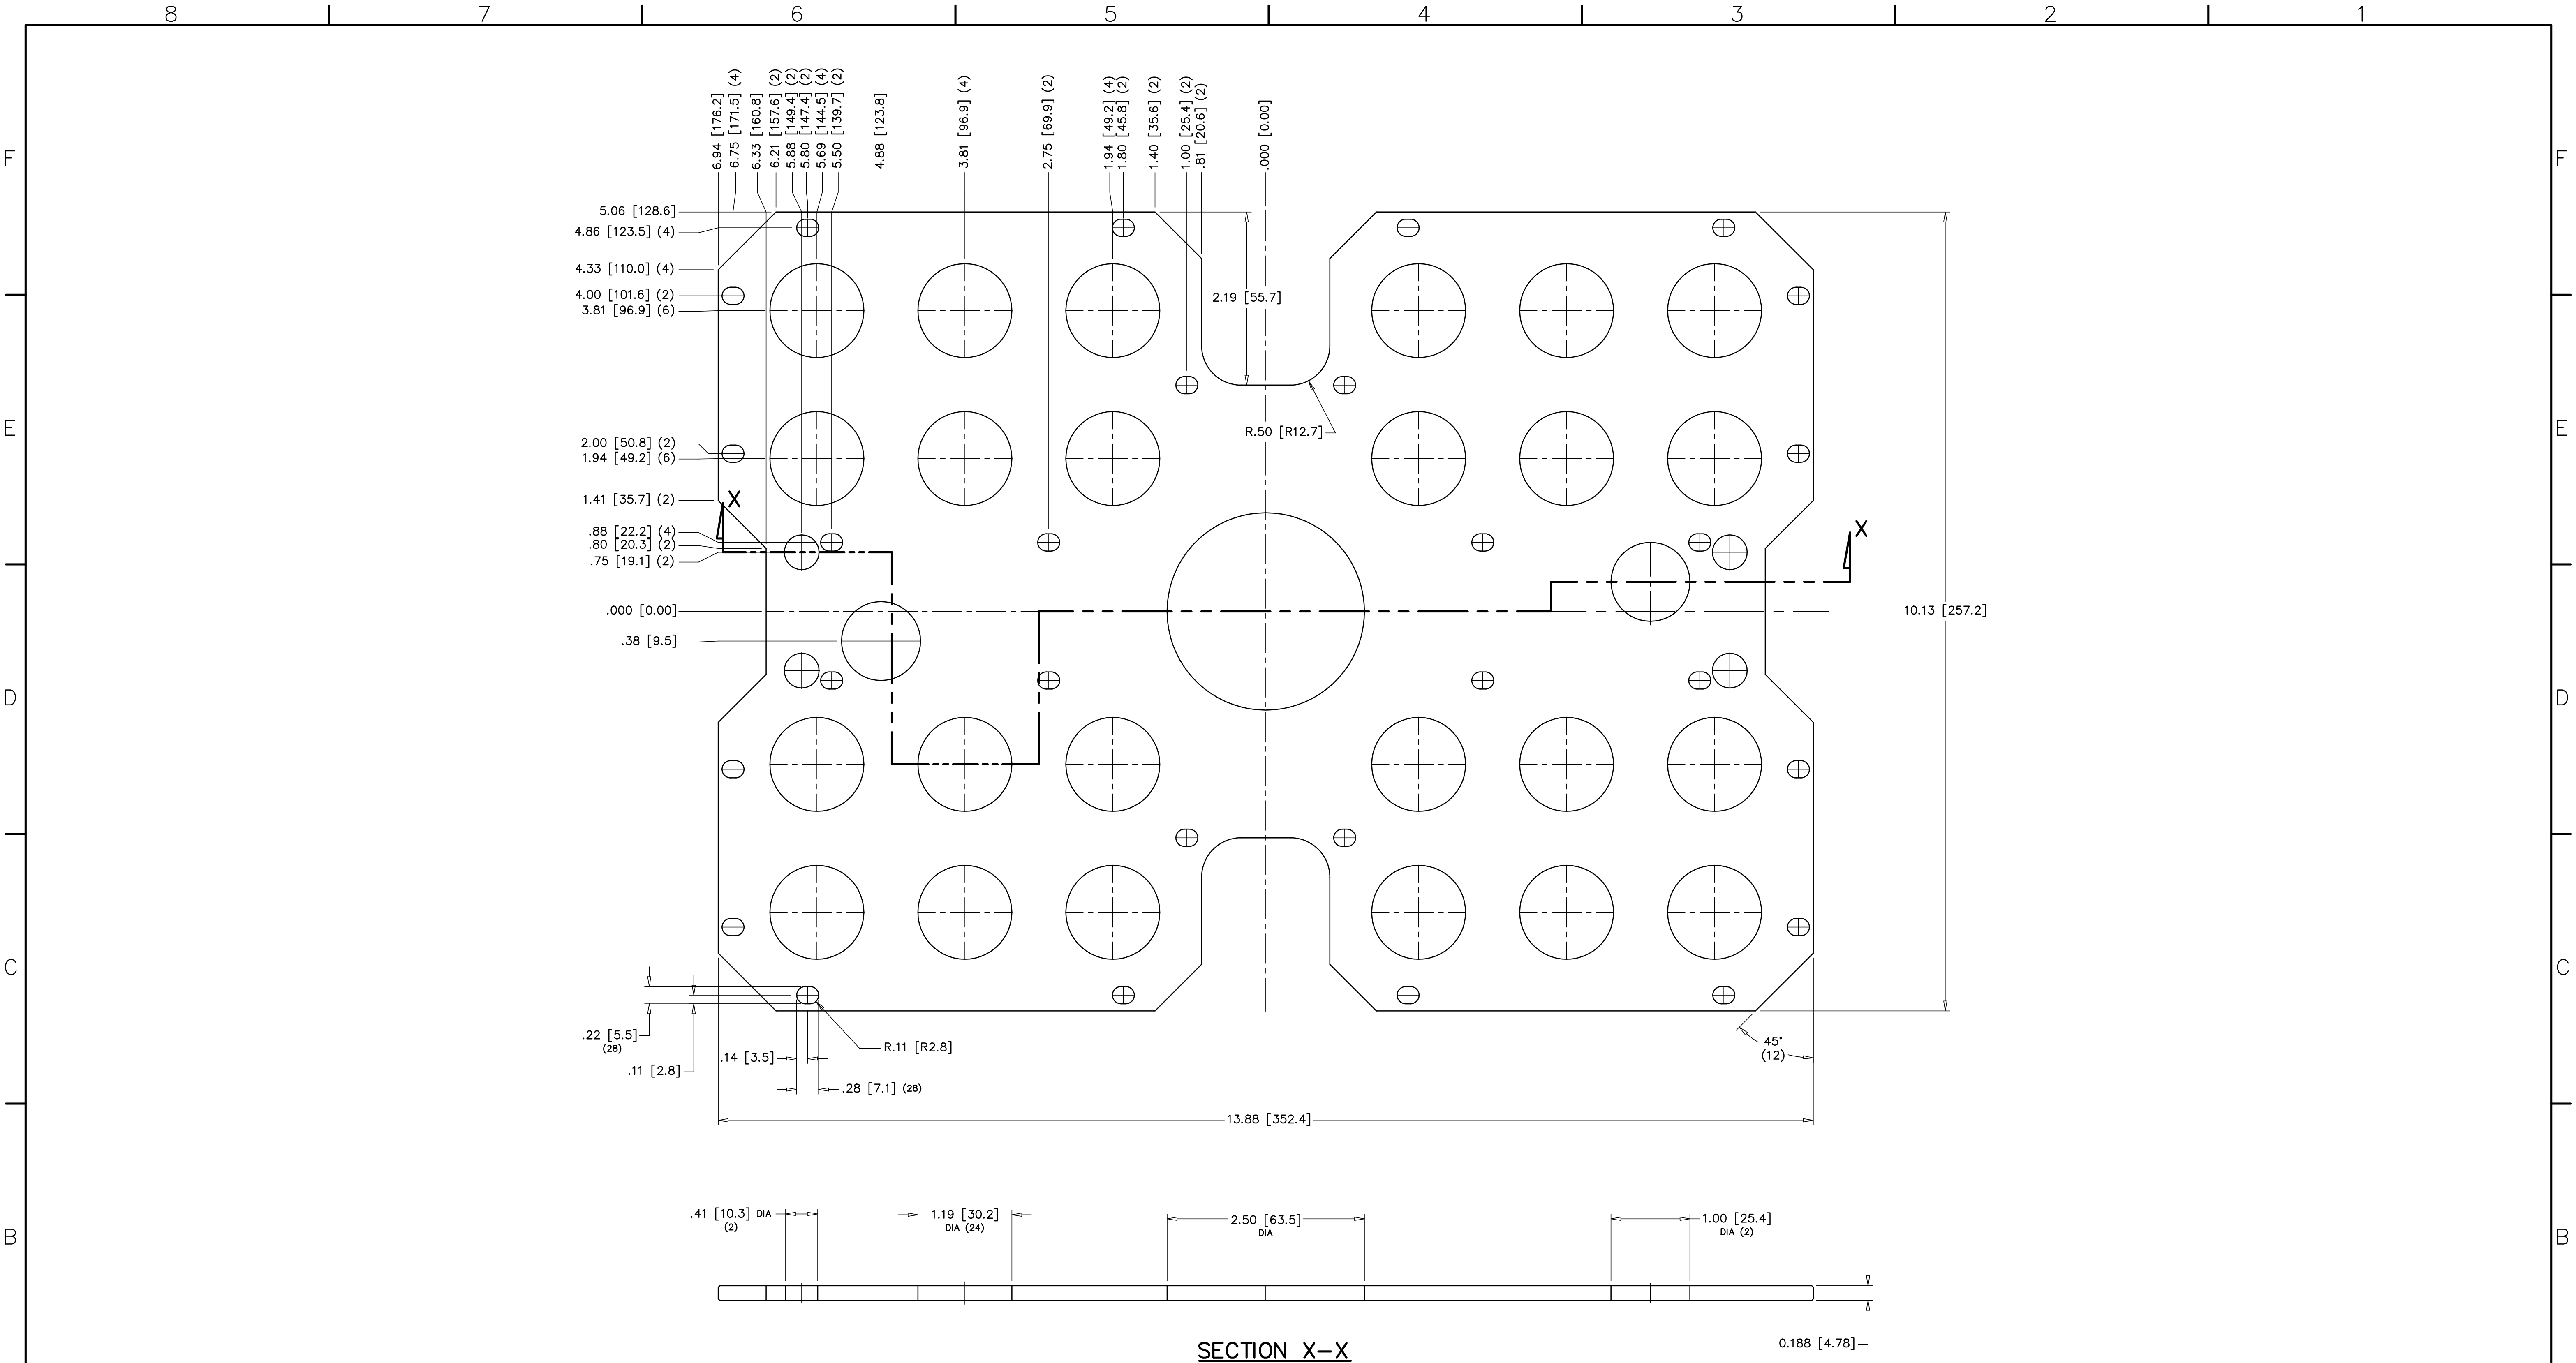 8 7 6 5 4 3 2 1
6.94 [176.2]
6.75 [171.5] (4)
6.33 [160.8]
6.21 [157.6] (2)
5.88 [149.4] (2)
5.80 [147.4] (2)
5.69 [144.5] (4)
5.50 [139.7] (2)
4.88 [123.8]
3.81 [96.9] (4)
2.75 [69.9] (2)
1.94 [49.2] (4)
1.80 [45.8] (2)
1.40 [35.6] (2)
1.00 [25.4] (2)
.81 [20.6] (2)
.000 [0.00]
F F
5.06 [128.6]
4.86 [123.5] (4)
4.33 [110.0] (4)
4.00 [101.6] (2)
3.81 [96.9] (6)
2.19 [55.7]
E E
R.50 [R12.7]
2.00 [50.8] (2)
1.94 [49.2] (6)
1.41 [35.7] (2)
X X
.88 [22.2] (4)
.80 [20.3] (2)
.75 [19.1] (2)
.000 [0.00]
10.13 [257.2]
.38 [9.5]
D D
C C
.22 [5.5]
(28)
.11 [2.8]
.14 [3.5]
R.11 [R2.8]
.28 [7.1] (28)
45°
(12)
13.88 [352.4]
.41 [10.3] DIA
(2)
1.19 [30.2]
DIA (24)
2.50 [63.5]
DIA
1.00 [25.4]
DIA (2)
B B
0.188 [4.78]
SECTION X-X